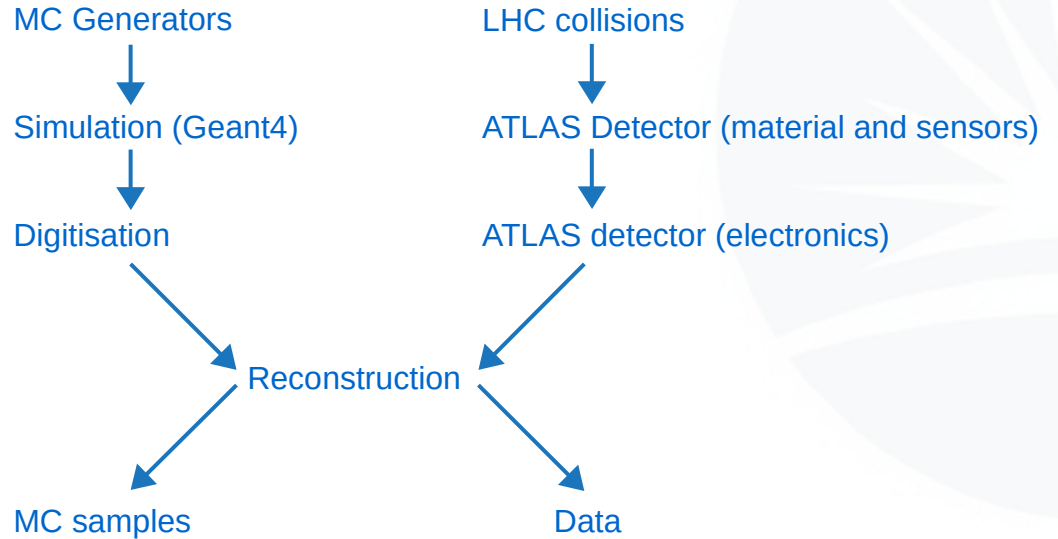 MC Generators
LHC collisions
Simulation (Geant4)
ATLAS Detector (material and sensors)
Digitisation
ATLAS detector (electronics)
Reconstruction
MC samples
Data